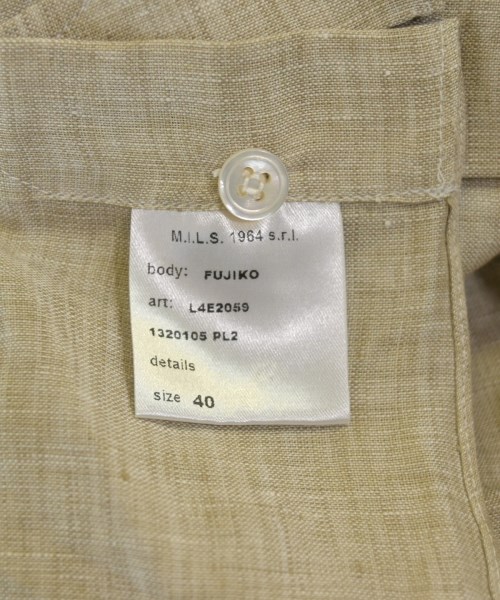 M.I.L.S. 1964 s.r.l.
body: FUJIKO
art: L4E2059
1320105 PL2
details
size 40